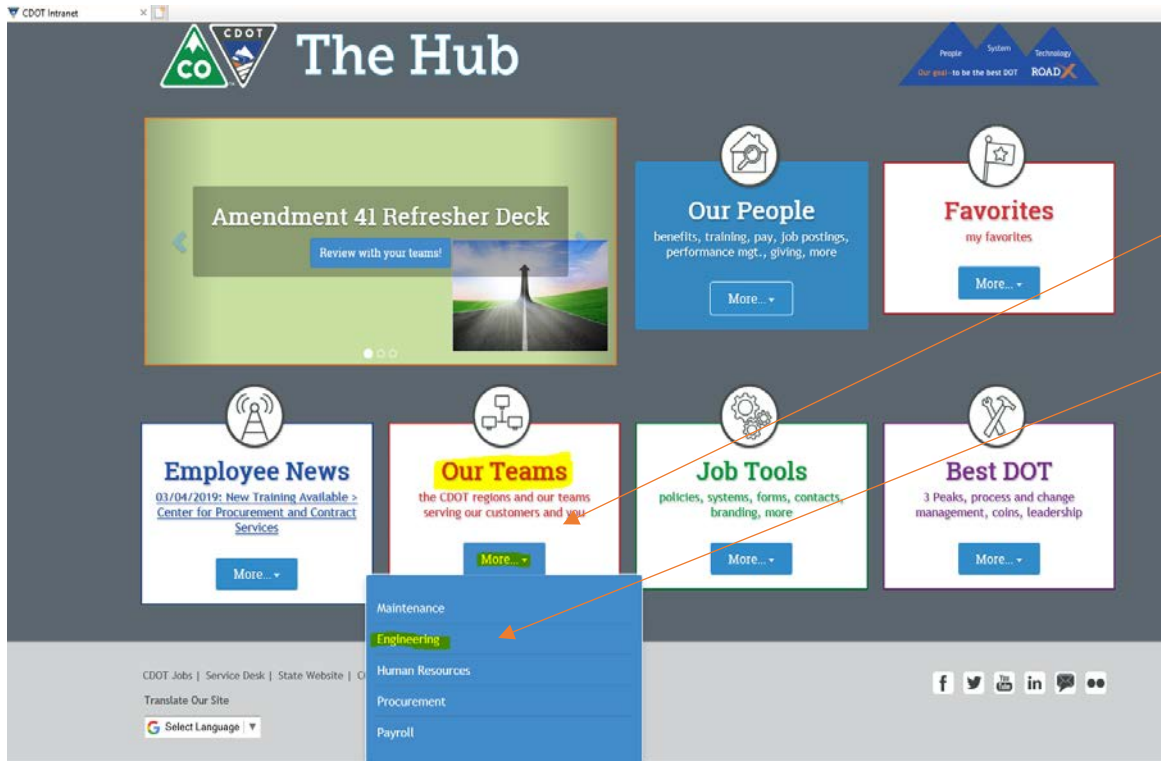 CDOT Intranet
CDOT
CO
The Hub
People
System
Technology
Our goal - to be the best DOT
ROAD X
Amendment 41 Refresher Deck
Review with your teams!
Our People
benefits, training, pay, job postings,
performance mgt., giving, more
More...
Favorites
my favorites
More...
Employee News
03/04/2019: New Training Available >
Center for Procurement and Contract
Services
More...
Our Teams
the CDOT regions and our teams
serving our customers and you
More...
Maintenance
Engineering
Human Resources
Procurement
Payroll
Job Tools
policies, systems, forms, contacts,
branding, more
More...
Best DOT
3 Peaks, process and change
management, coins, leadership
More...
CDOT Jobs | Service Desk | State Website |
Translate Our Site
G Select Language
f
You Tube
in